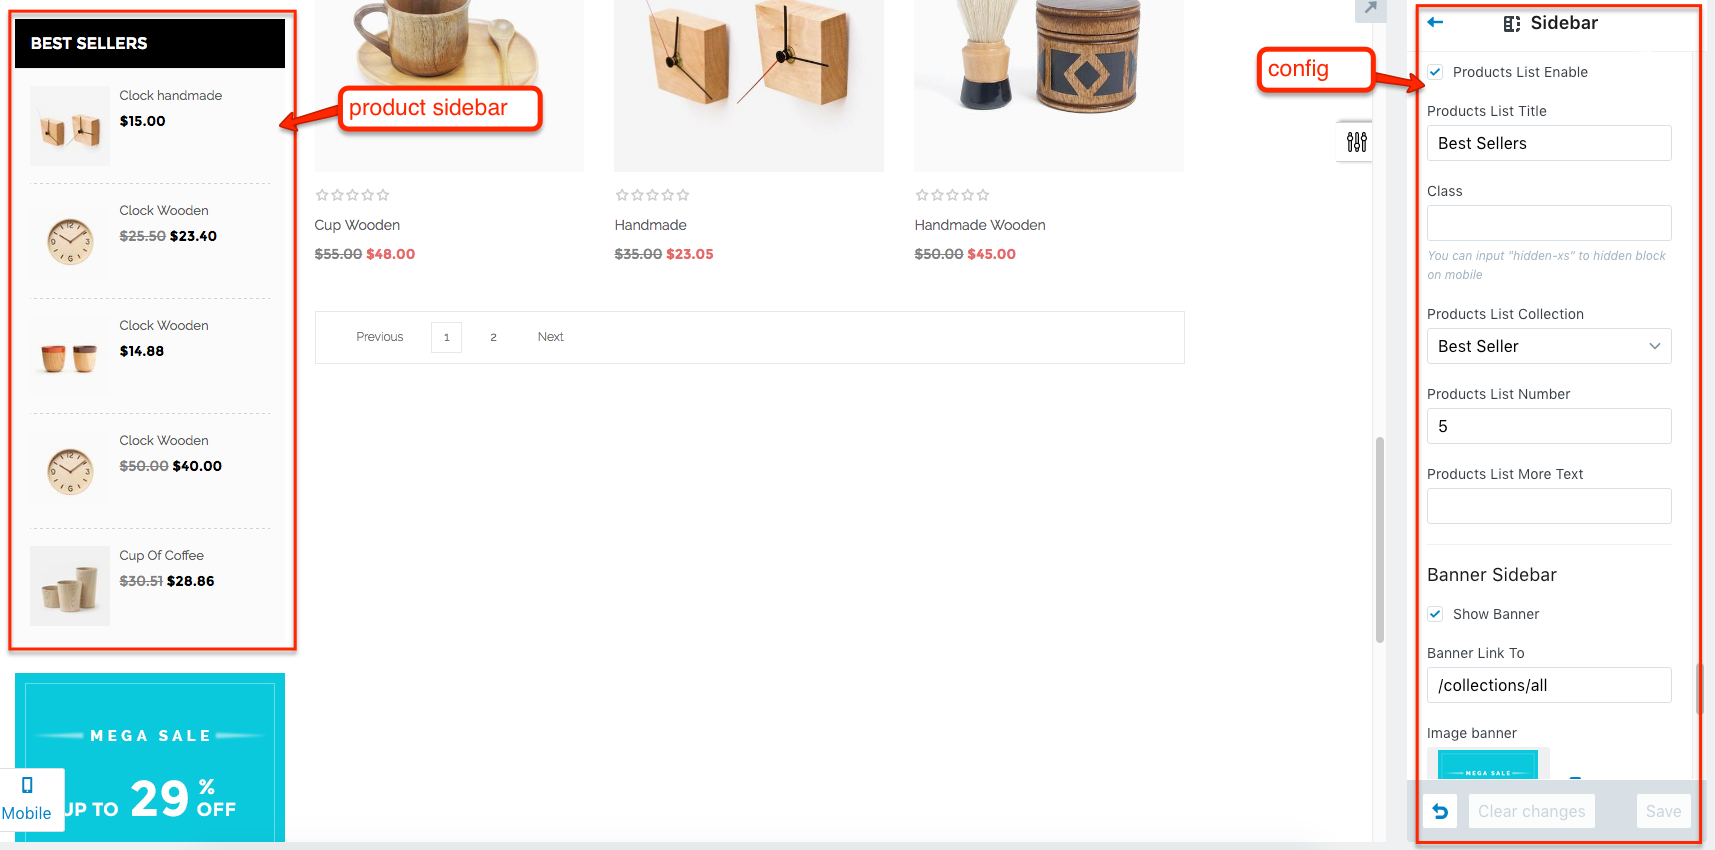 BEST SELLERS
Clock handmade
$15.00
Clock Wooden
$25.50 $23.40
Clock Wooden
$14.88
Clock Wooden
$50.00 $40.00
Cup Of Coffee
$30.51 $28.86
product sidebar
MEGA SALE
UP TO 29 % OFF
Mobile
Cup Wooden
$55.00 $48.00
Handmade
$35.00 $23.05
Handmade Wooden
$50.00 $45.00
Previous 1 2 Next
config
Sidebar
Products List Enable
Products List Title
Best Sellers
Class
You can input "hidden-xs" to hidden block
on mobile
Products List Collection
Best Seller
Products List Number
5
Products List More Text
Banner Sidebar
Show Banner
Banner Link To
/collections/all
Image banner
MEGA SALE
Clear changes
Save